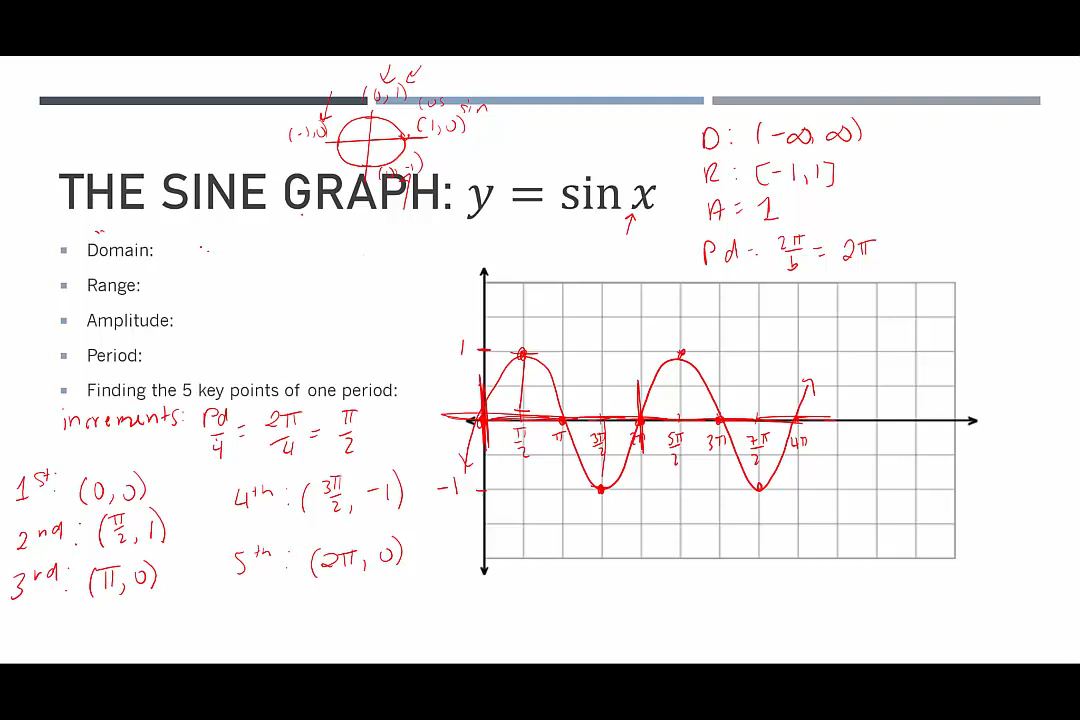 (0, 1)
cos
sin
(-1, 0)
(1, 0)
THE SINE GRAPH: y = sin x
D: (-∞, ∞)
R: [-1, 1]
A = 1
Pd = 2π/b = 2π
Domain:
Range:
Amplitude:
Period:
Finding the 5 key points of one period:
increments: Pd/4 = 2π/4 = π/2
1st: (0, 0)
2nd: (π/2, 1)
3rd: (π, 0)
4th: (3π/2, -1)
5th: (2π, 0)
1
π/2 π 3π/2 2π 5π/2 3π 7π/2 4π
-1